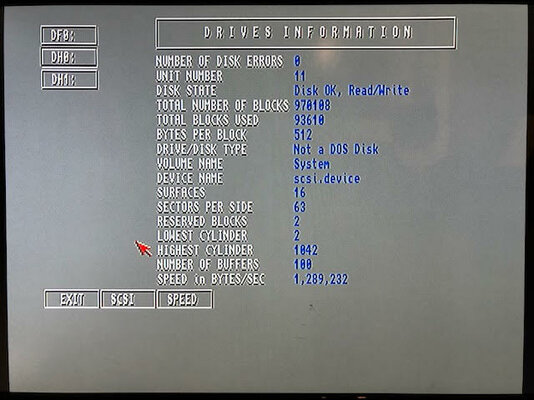 DRIVES INFORMATION
DF0:
DH0:
DH1:
NUMBER OF DISK ERRORS 0
UNIT NUMBER 11
DISK STATE Disk OK, Read/Write
TOTAL NUMBER OF BLOCKS 970108
TOTAL BLOCKS USED 93610
BYTES PER BLOCK 512
DRIVE/DISK TYPE Not a DOS Disk
VOLUME NAME System
DEVICE NAME scsi.device
SURFACES 16
SECTORS PER SIDE 63
RESERVED BLOCKS 2
LOWEST CYLINDER 2
HIGHEST CYLINDER 1042
NUMBER OF BUFFERS 100
SPEED in BYTES/SEC 1,289,232
EXIT SCSI SPEED